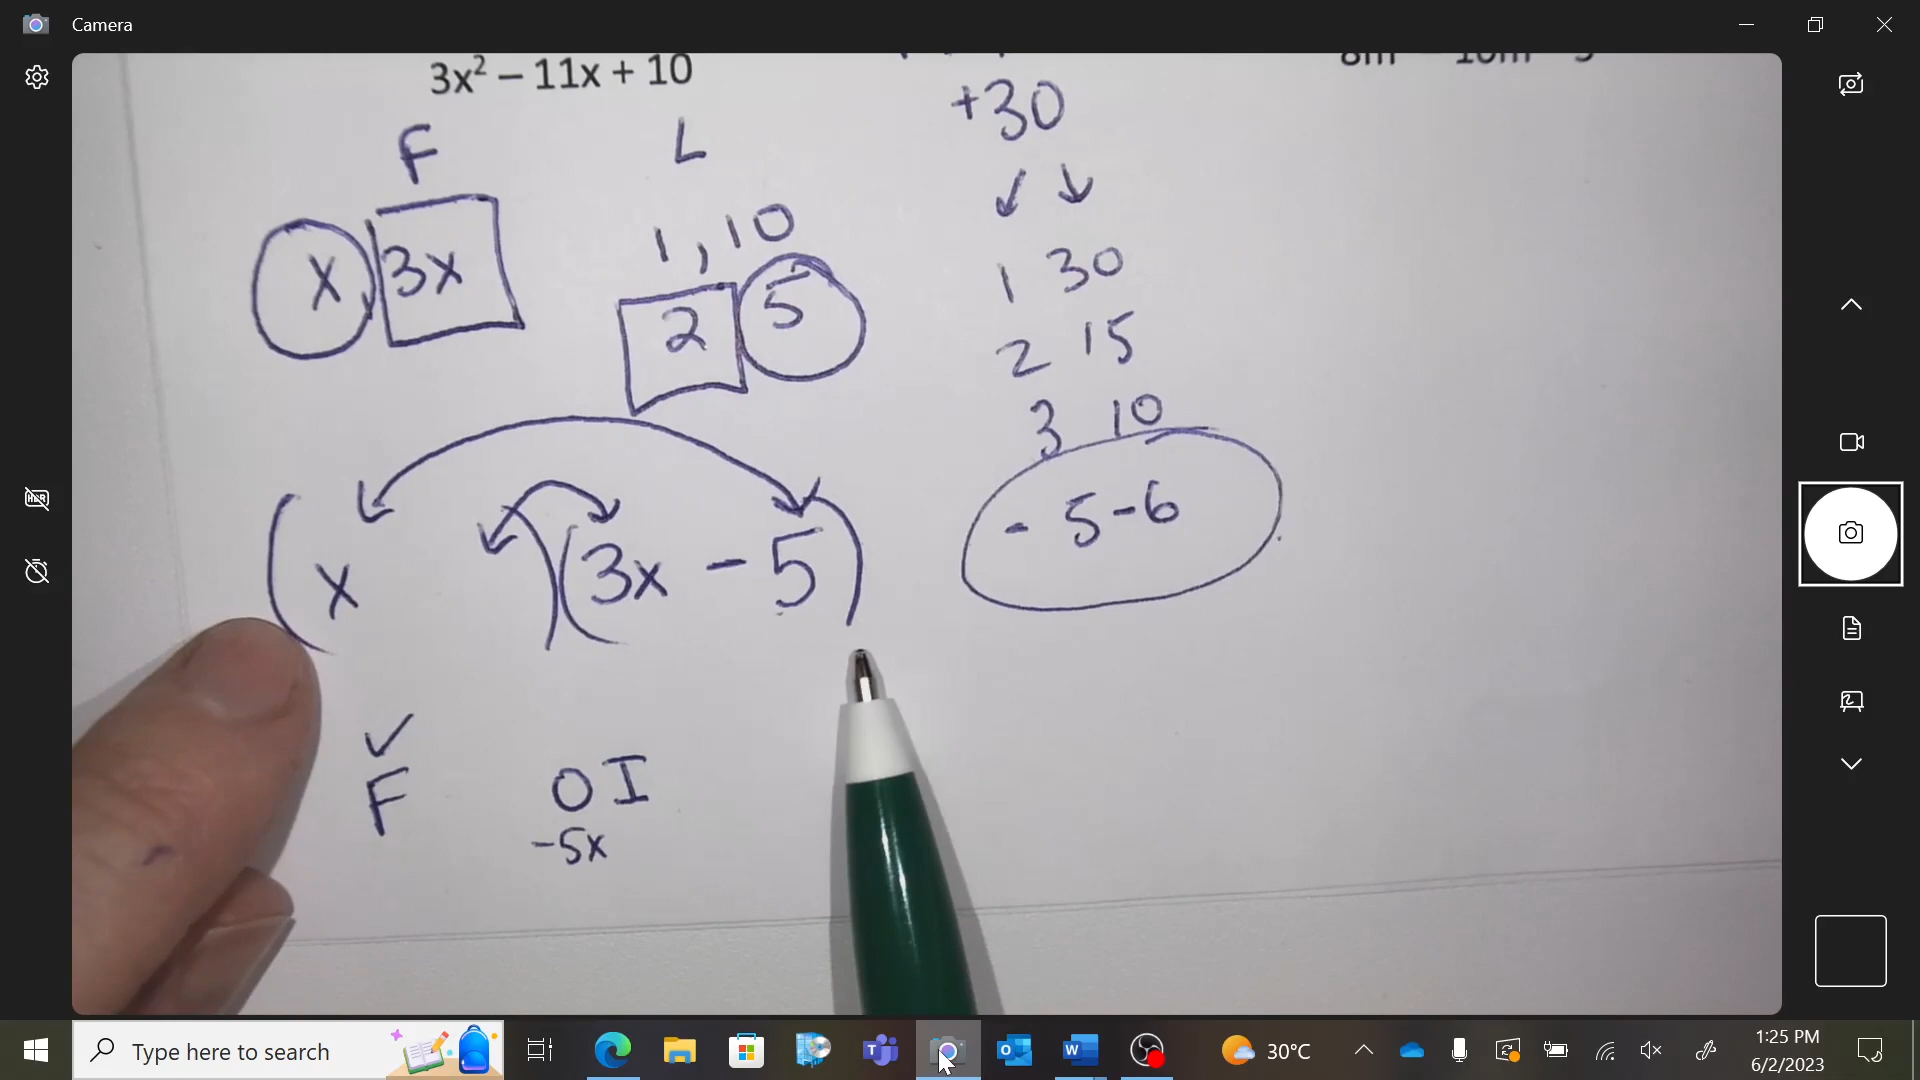 Camera
3x² – 11x + 10
+30
F
L
x, 3x
1, 10
2 5
1 30
2 15
3 10
- 5 - 6
(x )(3x - 5)
F O I
-5x
Type here to search
30°C
1:25 PM
6/2/2023